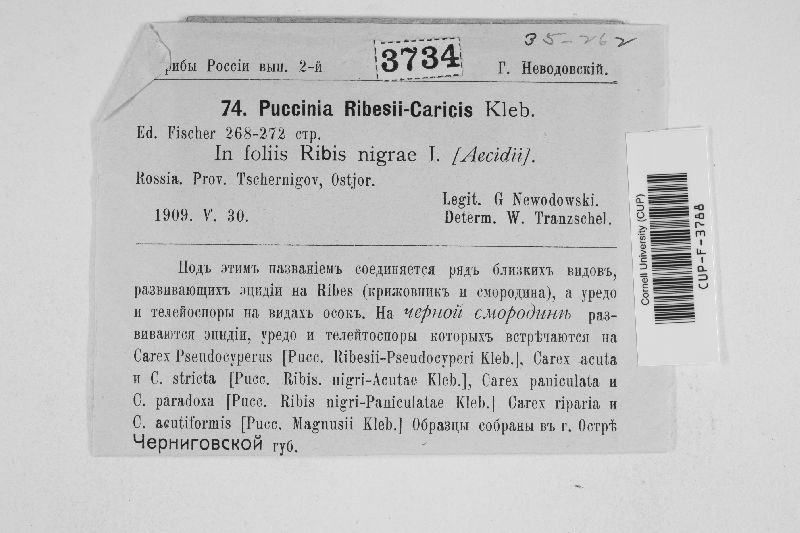 35-262
3734
рибы Россіи вып. 2-й Г. Неводовскій.
74. Puccinia Ribesii-Caricis Kleb.
Ed. Fischer 268-272 стр.
In foliis Ribis nigrae I. [Aecidii].
Rossia. Prov. Tschernigov, Ostjor.
Legit. G Newodowski.
1909. V. 30. Determ. W. Tranzschel.
Подъ этимъ названіемъ соединяется рядъ близкихъ видовъ,
развивающихъ эцидіи на Ribes (крыжовникъ и смородина), а уредо
и телейоспоры на видахъ осокъ. На черной смородинѣ раз-
виваются эцидіи, уредо и телейтоспоры которыхъ встрѣчаются на
Carex Pseudocyperus [Pucc. Ribesii-Pseudocyperi Kleb.], Carex acuta
и C. stricta [Pucc. Ribis. nigri-Acutae Kleb.], Carex paniculata и
C. paradoxa [Pucc. Ribis nigri-Paniculatae Kleb.] Carex riparia и
C. acutiformis [Pucc. Magnusii Kleb.] Образцы собраны въ г. Острѣ
Черниговской губ.
Cornell University (CUP)
CUP-F-3788